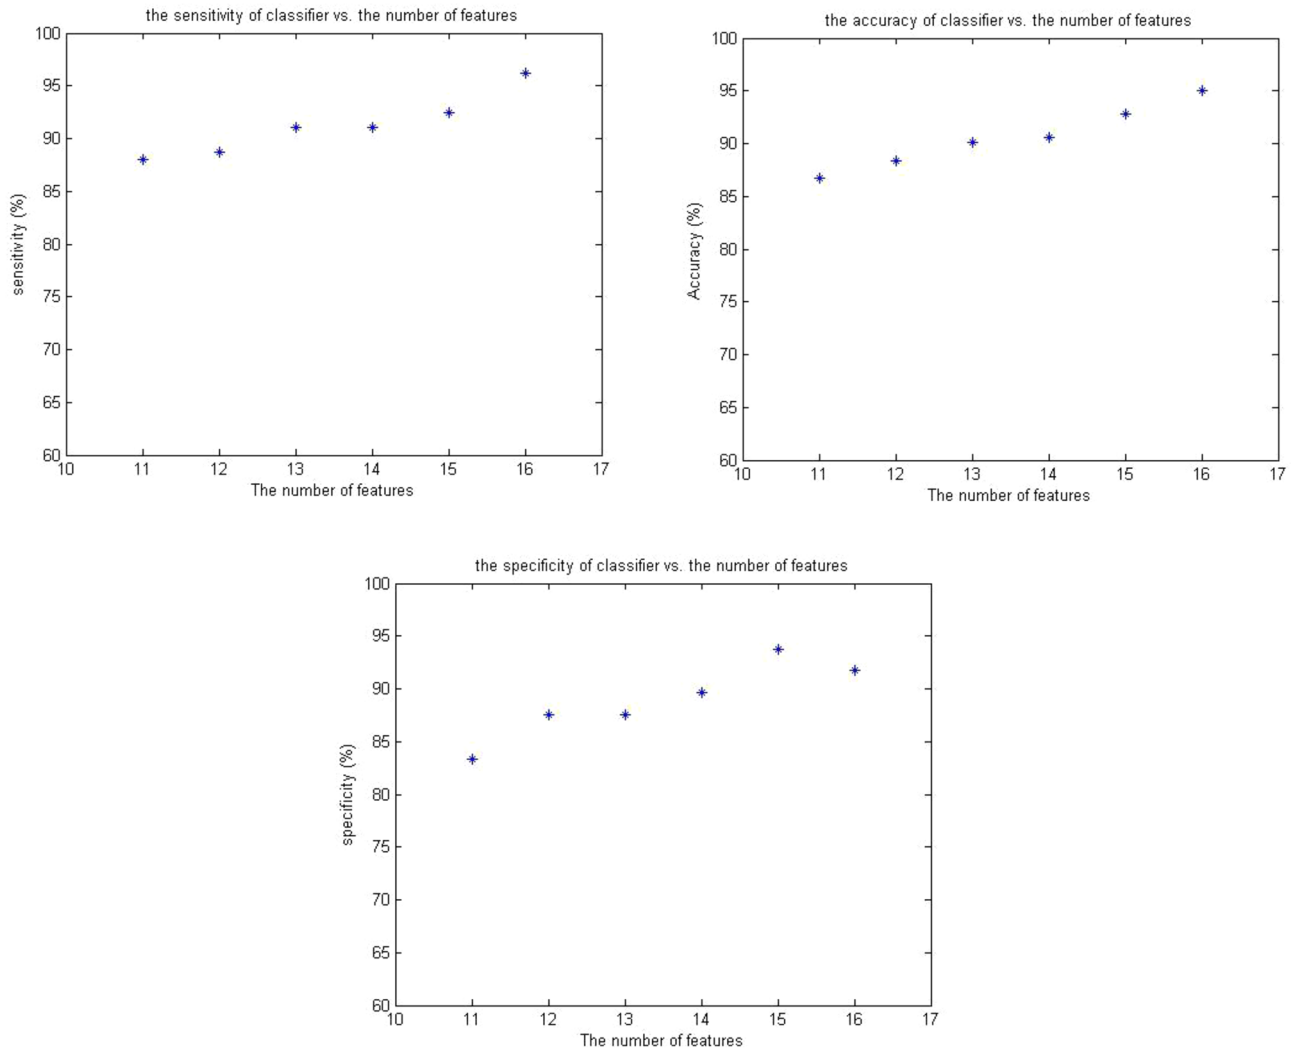 the sensitivity of classifier vs. the number of features
100
95
90
85
80
75
70
65
60
sensitivity (%)
10 11 12 13 14 15 16 17
The number of features
the accuracy of classifier vs. the number of features
100
95
90
85
80
75
70
65
60
Accuracy (%)
10 11 12 13 14 15 16 17
The number of features
the specificity of classifier vs. the number of features
100
95
90
85
80
75
70
65
60
specificity (%)
10 11 12 13 14 15 16 17
The number of features